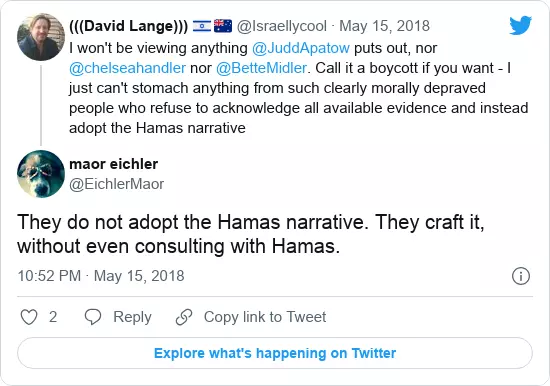 (((David Lange))) 🇮🇱 🇦🇺 @Israellycool · May 15, 2018
I won't be viewing anything @JuddApatow puts out, nor
@chelseahandler nor @BetteMidler. Call it a boycott if you want - I
just can't stomach anything from such clearly morally depraved
people who refuse to acknowledge all available evidence and instead
adopt the Hamas narrative
maor eichler
@EichlerMaor
They do not adopt the Hamas narrative. They craft it,
without even consulting with Hamas.
10:52 PM · May 15, 2018
2 Reply Copy link to Tweet
Explore what's happening on Twitter